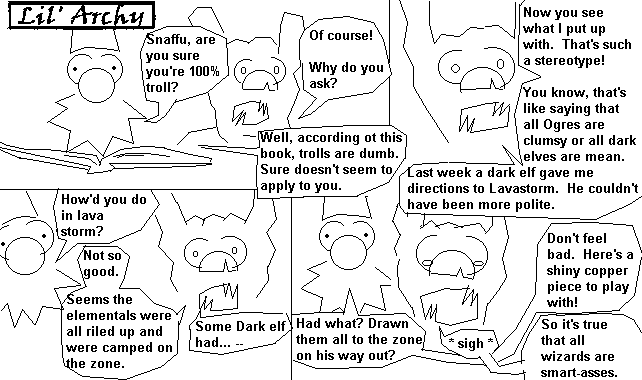 Lil' Archy
Snaffu, are
you sure
you're 100%
troll?
Of course!
Why do you
ask?
Well, according ot this
book, trolls are dumb.
Sure doesn't seem to
apply to you.
Now you see
what I put up
with. That's such
a stereotype!
You know, that's
like saying that
all Ogres are
clumsy or all dark
elves are mean.
Last week a dark elf gave me
directions to Lavastorm. He couldn't
have been more polite.
How'd you do
in lava
storm?
Not so
good.
Seems the
elementals were
all riled up and
were camped on
the zone.
Some Dark elf
had... --
Had what? Drawn
them all to the zone
on his way out?
* sigh *
Don't feel
bad. Here's a
shiny copper
piece to play
with!
So it's true
that all
wizards are
smart-asses.